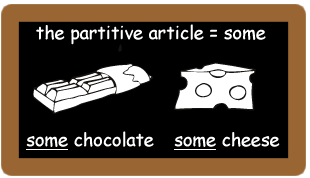 the partitive article = some
some chocolate some cheese